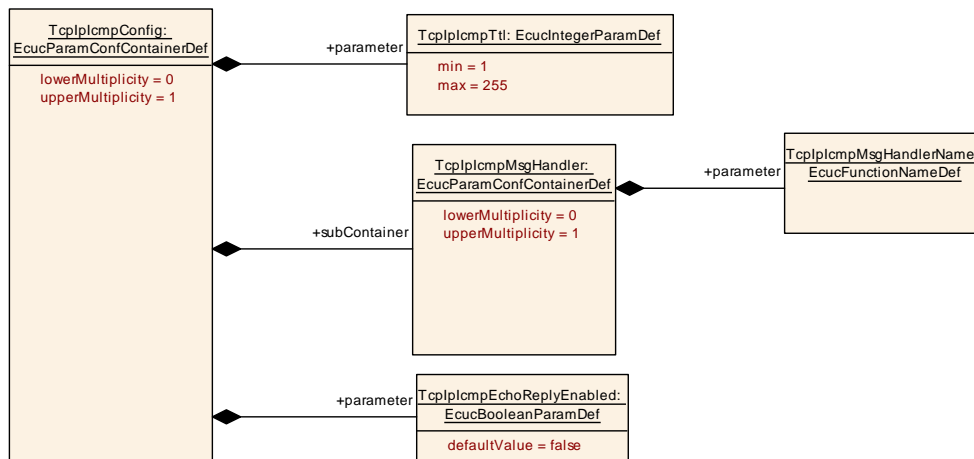 TcpIpIcmpConfig:
EcucParamConfContainerDef
lowerMultiplicity = 0
upperMultiplicity = 1
+parameter
TcpIpIcmpTtl: EcucIntegerParamDef
min = 1
max = 255
+subContainer
TcpIpIcmpMsgHandler:
EcucParamConfContainerDef
lowerMultiplicity = 0
upperMultiplicity = 1
+parameter
TcpIpIcmpMsgHandlerName
EcucFunctionNameDef
+parameter
TcpIpIcmpEchoReplyEnabled:
EcucBooleanParamDef
defaultValue = false